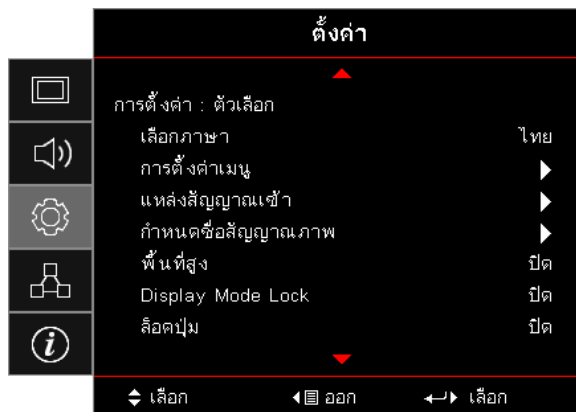 ตั้งค่า
การตั้งค่า : ตัวเลือก
เลือกภาษา ไทย
การตั้งค่าเมนู
แหล่งสัญญาณเข้า
กำหนดชื่อสัญญาณภาพ
พื้นที่สูง ปิด
Display Mode Lock ปิด
ล็อคปุ่ม ปิด
เลือก ออก เลือก